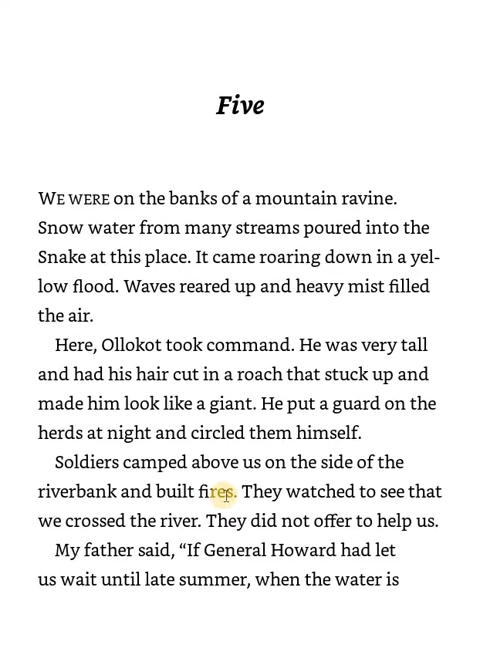 Five
WE WERE on the banks of a mountain ravine.
Snow water from many streams poured into the
Snake at this place. It came roaring down in a yel-
low flood. Waves reared up and heavy mist filled
the air.
Here, Ollokot took command. He was very tall
and had his hair cut in a roach that stuck up and
made him look like a giant. He put a guard on the
herds at night and circled them himself.
Soldiers camped above us on the side of the
riverbank and built fires. They watched to see that
we crossed the river. They did not offer to help us.
My father said, “If General Howard had let
us wait until late summer, when the water is